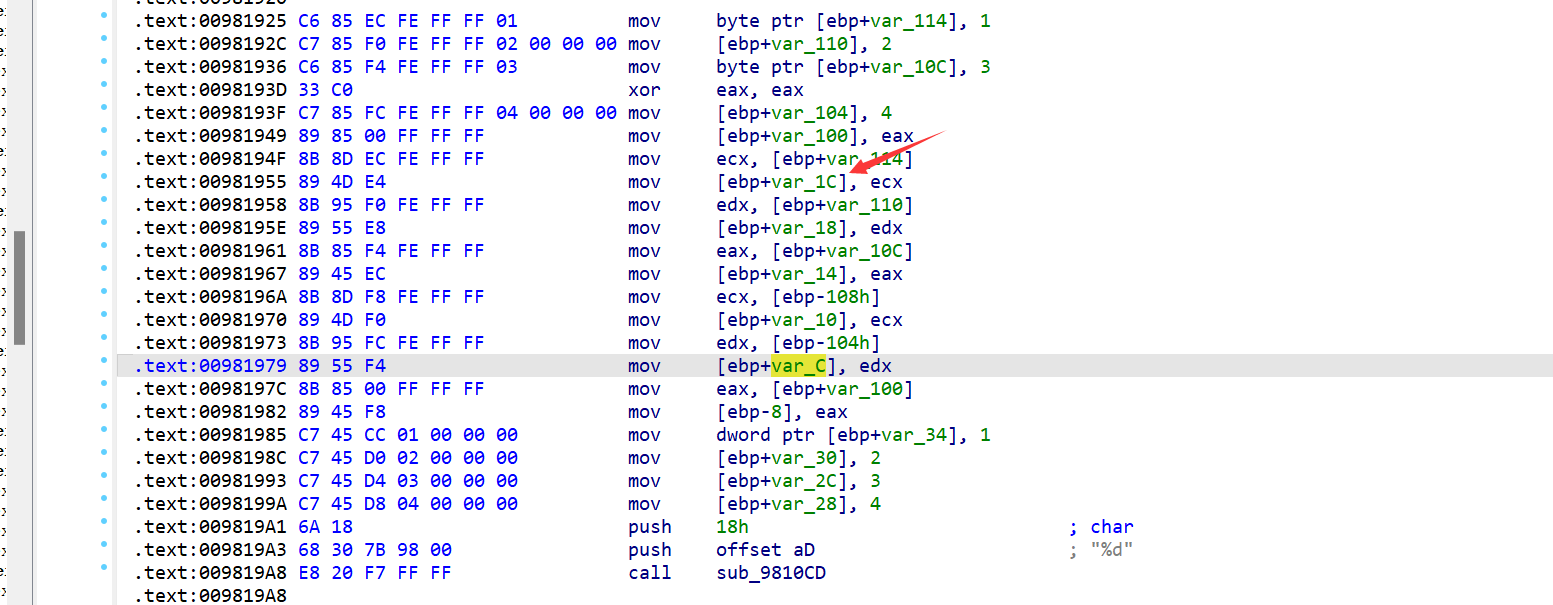 .text:00981925 C6 85 EC FE FF FF 01 mov byte ptr [ebp+var_114], 1
.text:0098192C C7 85 F0 FE FF FF 02 00 00 00 mov [ebp+var_110], 2
.text:00981936 C6 85 F4 FE FF FF 03 mov byte ptr [ebp+var_10C], 3
.text:0098193D 33 C0 xor eax, eax
.text:0098193F C7 85 FC FE FF FF 04 00 00 00 mov [ebp+var_104], 4
.text:00981949 89 85 00 FF FF FF mov [ebp+var_100], eax
.text:0098194F 8B 8D EC FE FF FF mov ecx, [ebp+var_114]
.text:00981955 89 4D E4 mov [ebp+var_1C], ecx
.text:00981958 8B 95 F0 FE FF FF mov edx, [ebp+var_110]
.text:0098195E 89 55 E8 mov [ebp+var_18], edx
.text:00981961 8B 85 F4 FE FF FF mov eax, [ebp+var_10C]
.text:00981967 89 45 EC mov [ebp+var_14], eax
.text:0098196A 8B 8D F8 FE FF FF mov ecx, [ebp-108h]
.text:00981970 89 4D F0 mov [ebp+var_10], ecx
.text:00981973 8B 95 FC FE FF FF mov edx, [ebp-104h]
.text:00981979 89 55 F4 mov [ebp+var_C], edx
.text:0098197C 8B 85 00 FF FF FF mov eax, [ebp+var_100]
.text:00981982 89 45 F8 mov [ebp-8], eax
.text:00981985 C7 45 CC 01 00 00 00 mov dword ptr [ebp+var_34], 1
.text:0098198C C7 45 D0 02 00 00 00 mov [ebp+var_30], 2
.text:00981993 C7 45 D4 03 00 00 00 mov [ebp+var_2C], 3
.text:0098199A C7 45 D8 04 00 00 00 mov [ebp+var_28], 4
.text:009819A1 6A 18 push 18h ; char
.text:009819A3 68 30 7B 98 00 push offset aD ; "%d"
.text:009819A8 E8 20 F7 FF FF call sub_9810CD
.text:009819A8